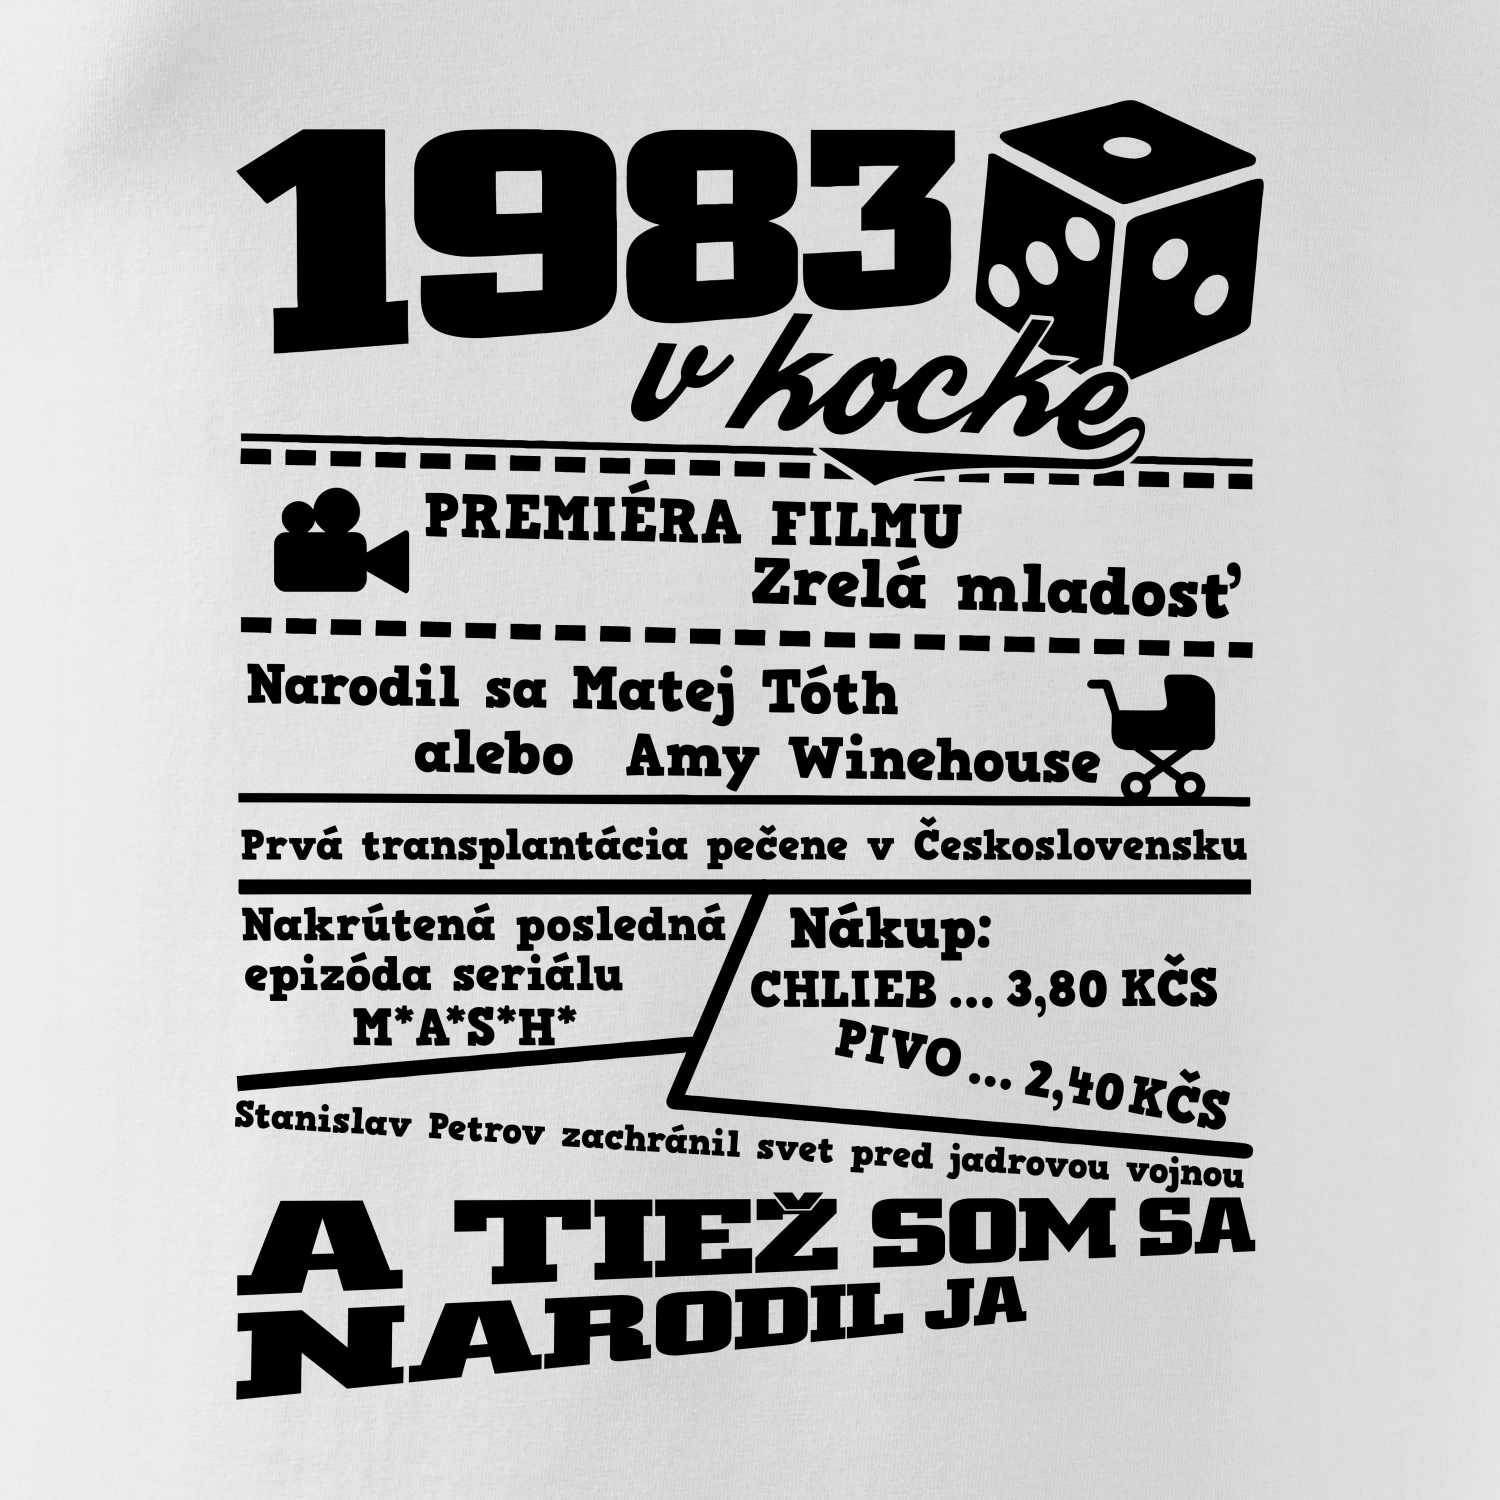 1983
v kocke
PREMIÉRA FILMU
Zrelá mladosť
Narodil sa Matej Tóth
alebo Amy Winehouse
Prvá transplantácia pečene v Československu
Nakrútená posledná
epizóda seriálu
M*A*S*H*
Nákup:
CHLIEB ... 3,80 KČS
PIVO ... 2,40 KČS
Stanislav Petrov zachránil svet pred jadrovou vojnou
A TIEŽ SOM SA
NARODIL JA